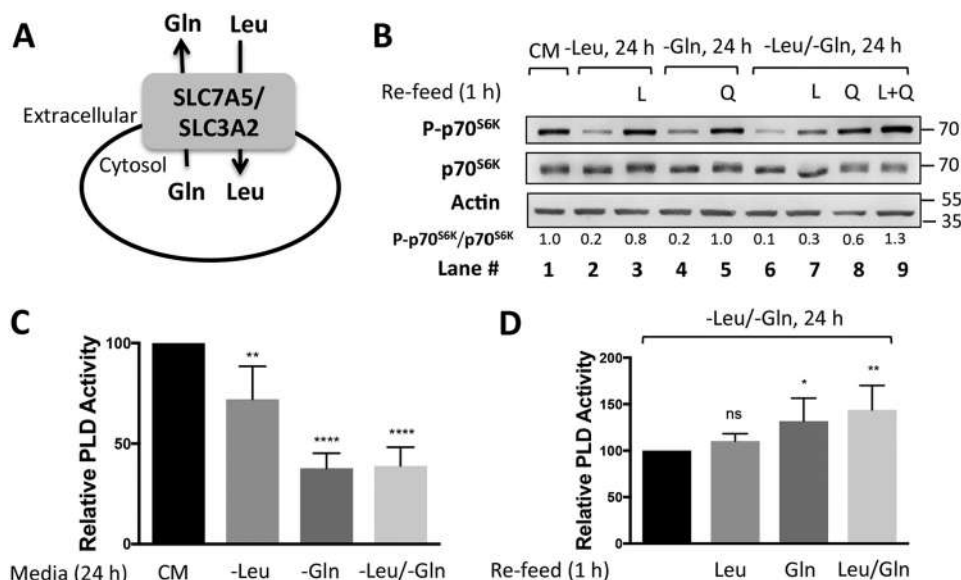 A
Gln Leu
SLC7A5/
SLC3A2
Extracellular
Cytosol
Gln Leu
B
CM -Leu, 24 h -Gln, 24 h -Leu/-Gln, 24 h
Re-feed (1 h) L Q L Q L+Q
P-p70S6K 70
p70S6K 70
Actin 55
35
P-p70S6K/p70S6K 1.0 0.2 0.8 0.2 1.0 0.1 0.3 0.6 1.3
Lane # 1 2 3 4 5 6 7 8 9
C
Relative PLD Activity
100
50
0
** **** ****
Media (24 h) CM -Leu -Gln -Leu/-Gln
D
-Leu/-Gln, 24 h
Relative PLD Activity
200
150
100
50
0
ns * **
Re-feed (1 h) Leu Gln Leu/Gln